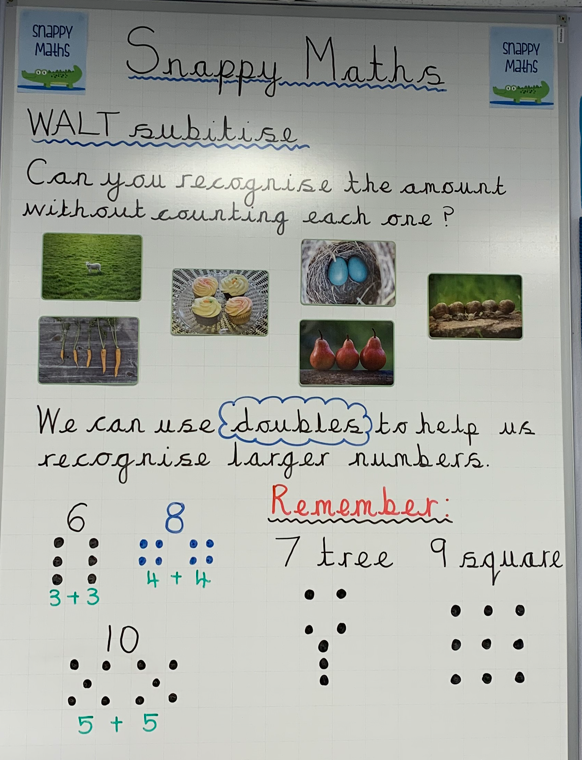 SNAPPY
MATHS
Snappy Maths
SNAPPY
MATHS
WALT subitise
Can you recognise the amount
without counting each one?
We can use doubles to help us
recognise larger numbers.
Remember:
6
8
7 tree
9 square
3 + 3
4 + 4
10
5 + 5